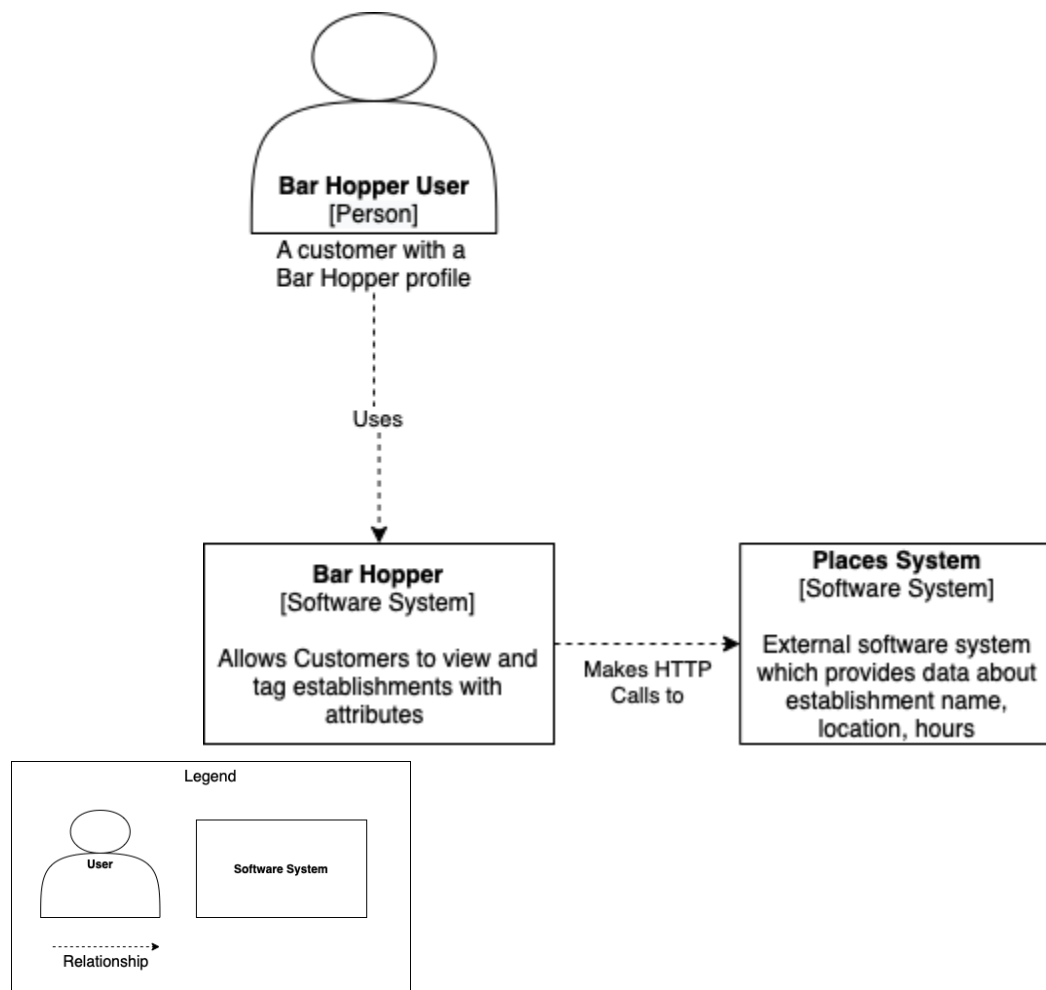 Bar Hopper User
[Person]
A customer with a
Bar Hopper profile
Uses
Bar Hopper
[Software System]
Allows Customers to view and
tag establishments with
attributes
Makes HTTP
Calls to
Places System
[Software System]
External software system
which provides data about
establishment name,
location, hours
Legend
User
Software System
Relationship